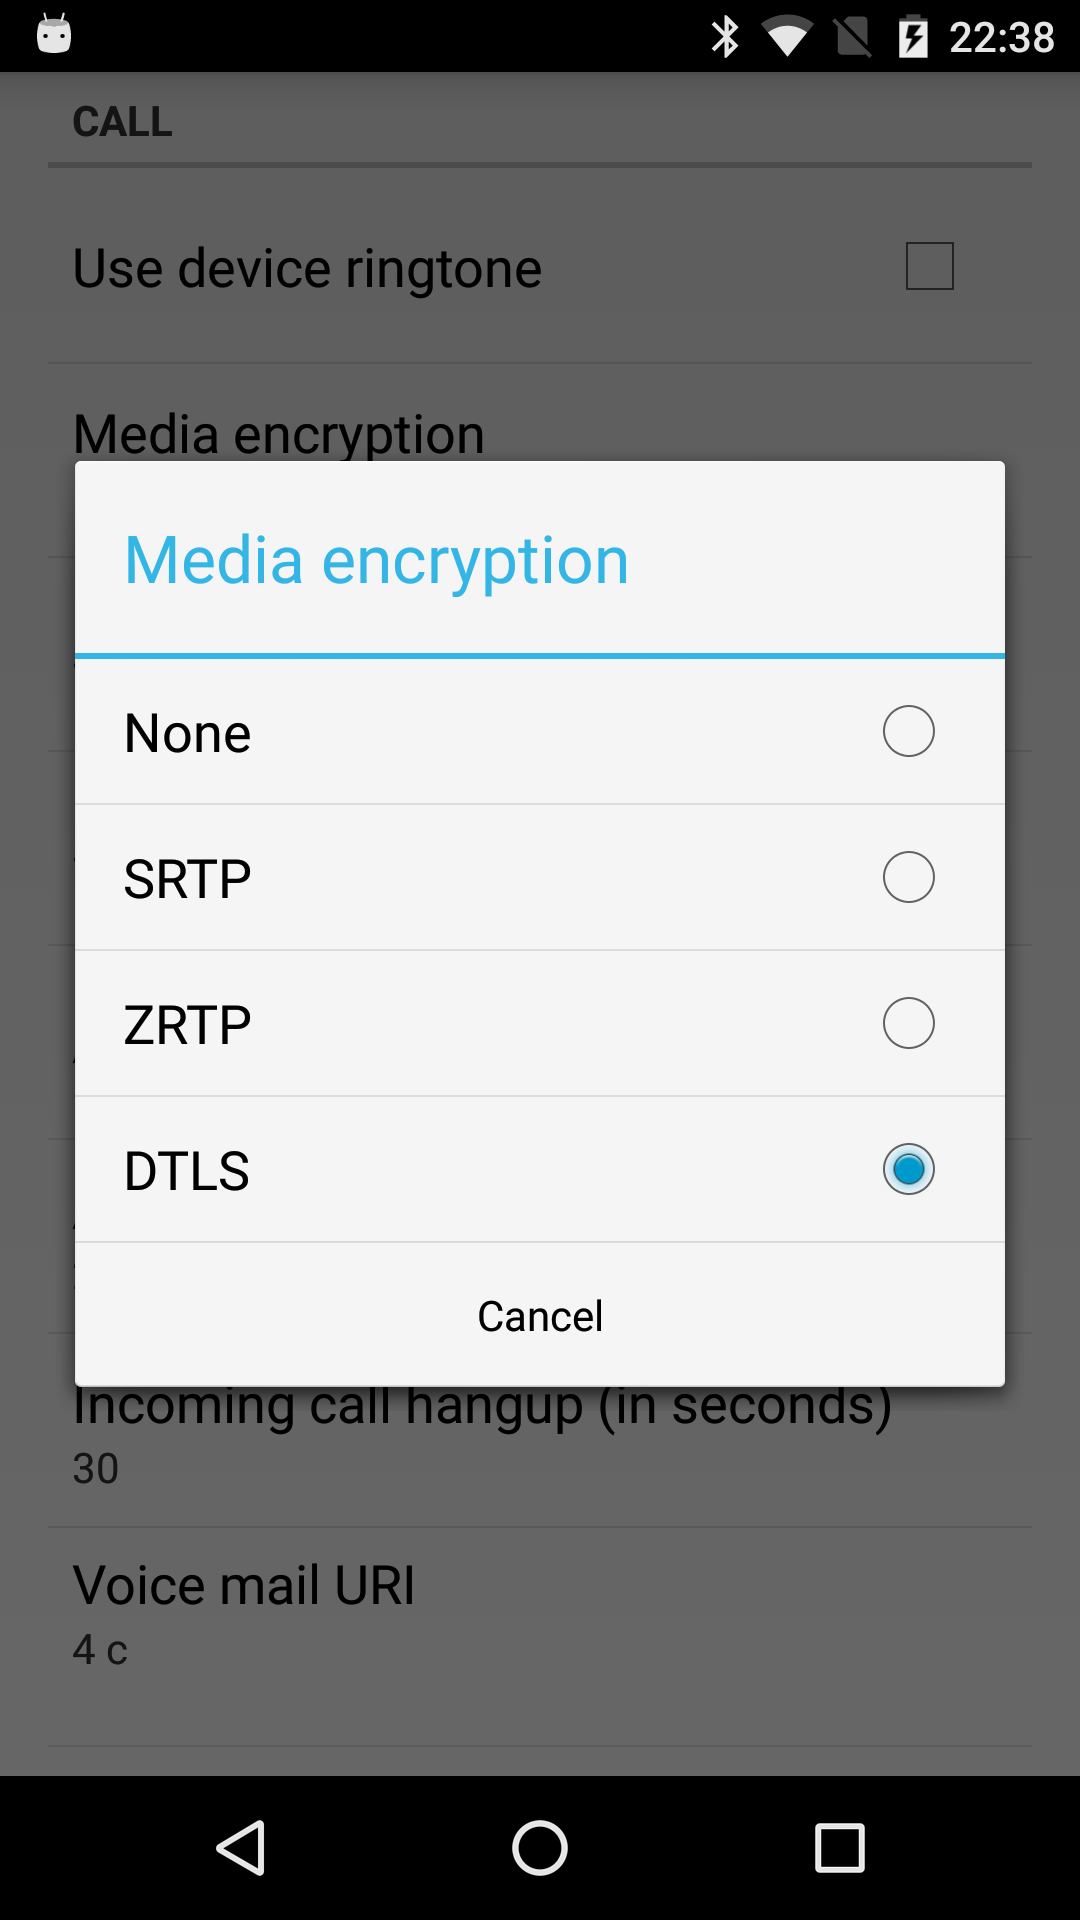 22:38
CALL
Use device ringtone
Media encryption
Media encryption
None
SRTP
ZRTP
DTLS
Cancel
Incoming call hangup (in seconds)
30
Voice mail URI
4 c